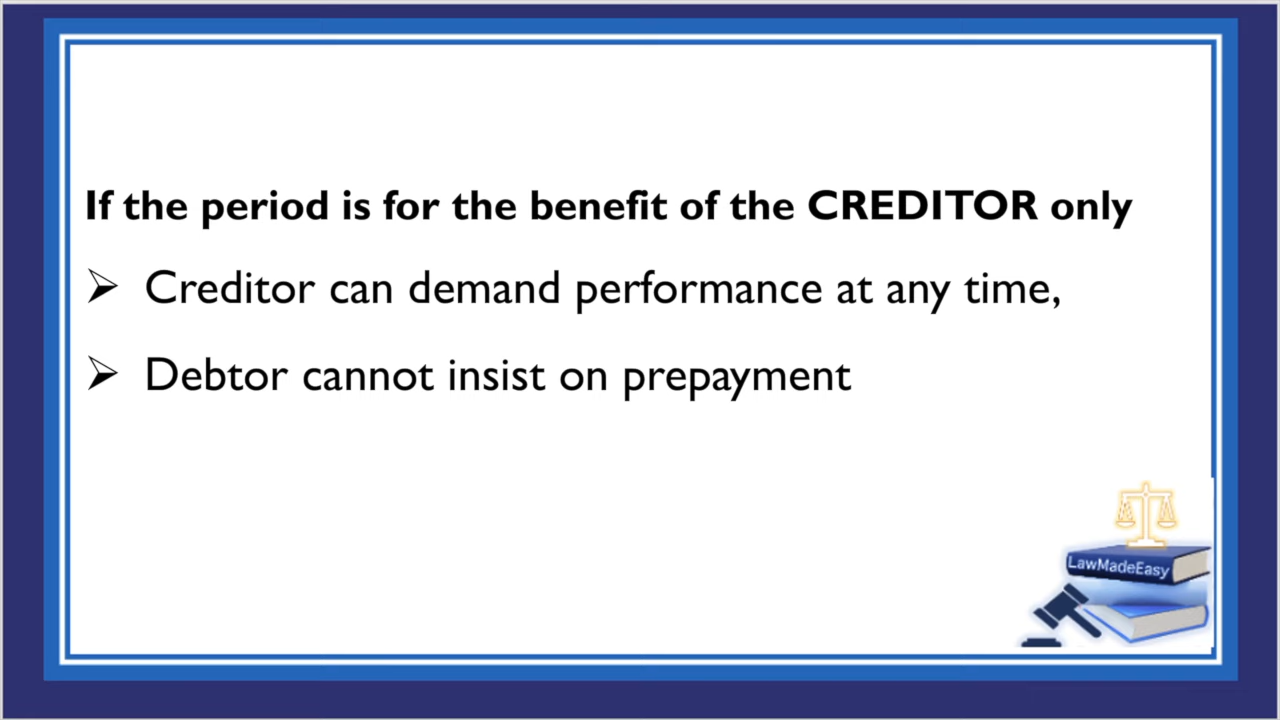 If the period is for the benefit of the CREDITOR only
Creditor can demand performance at any time,
Debtor cannot insist on prepayment
LawMadeEasy